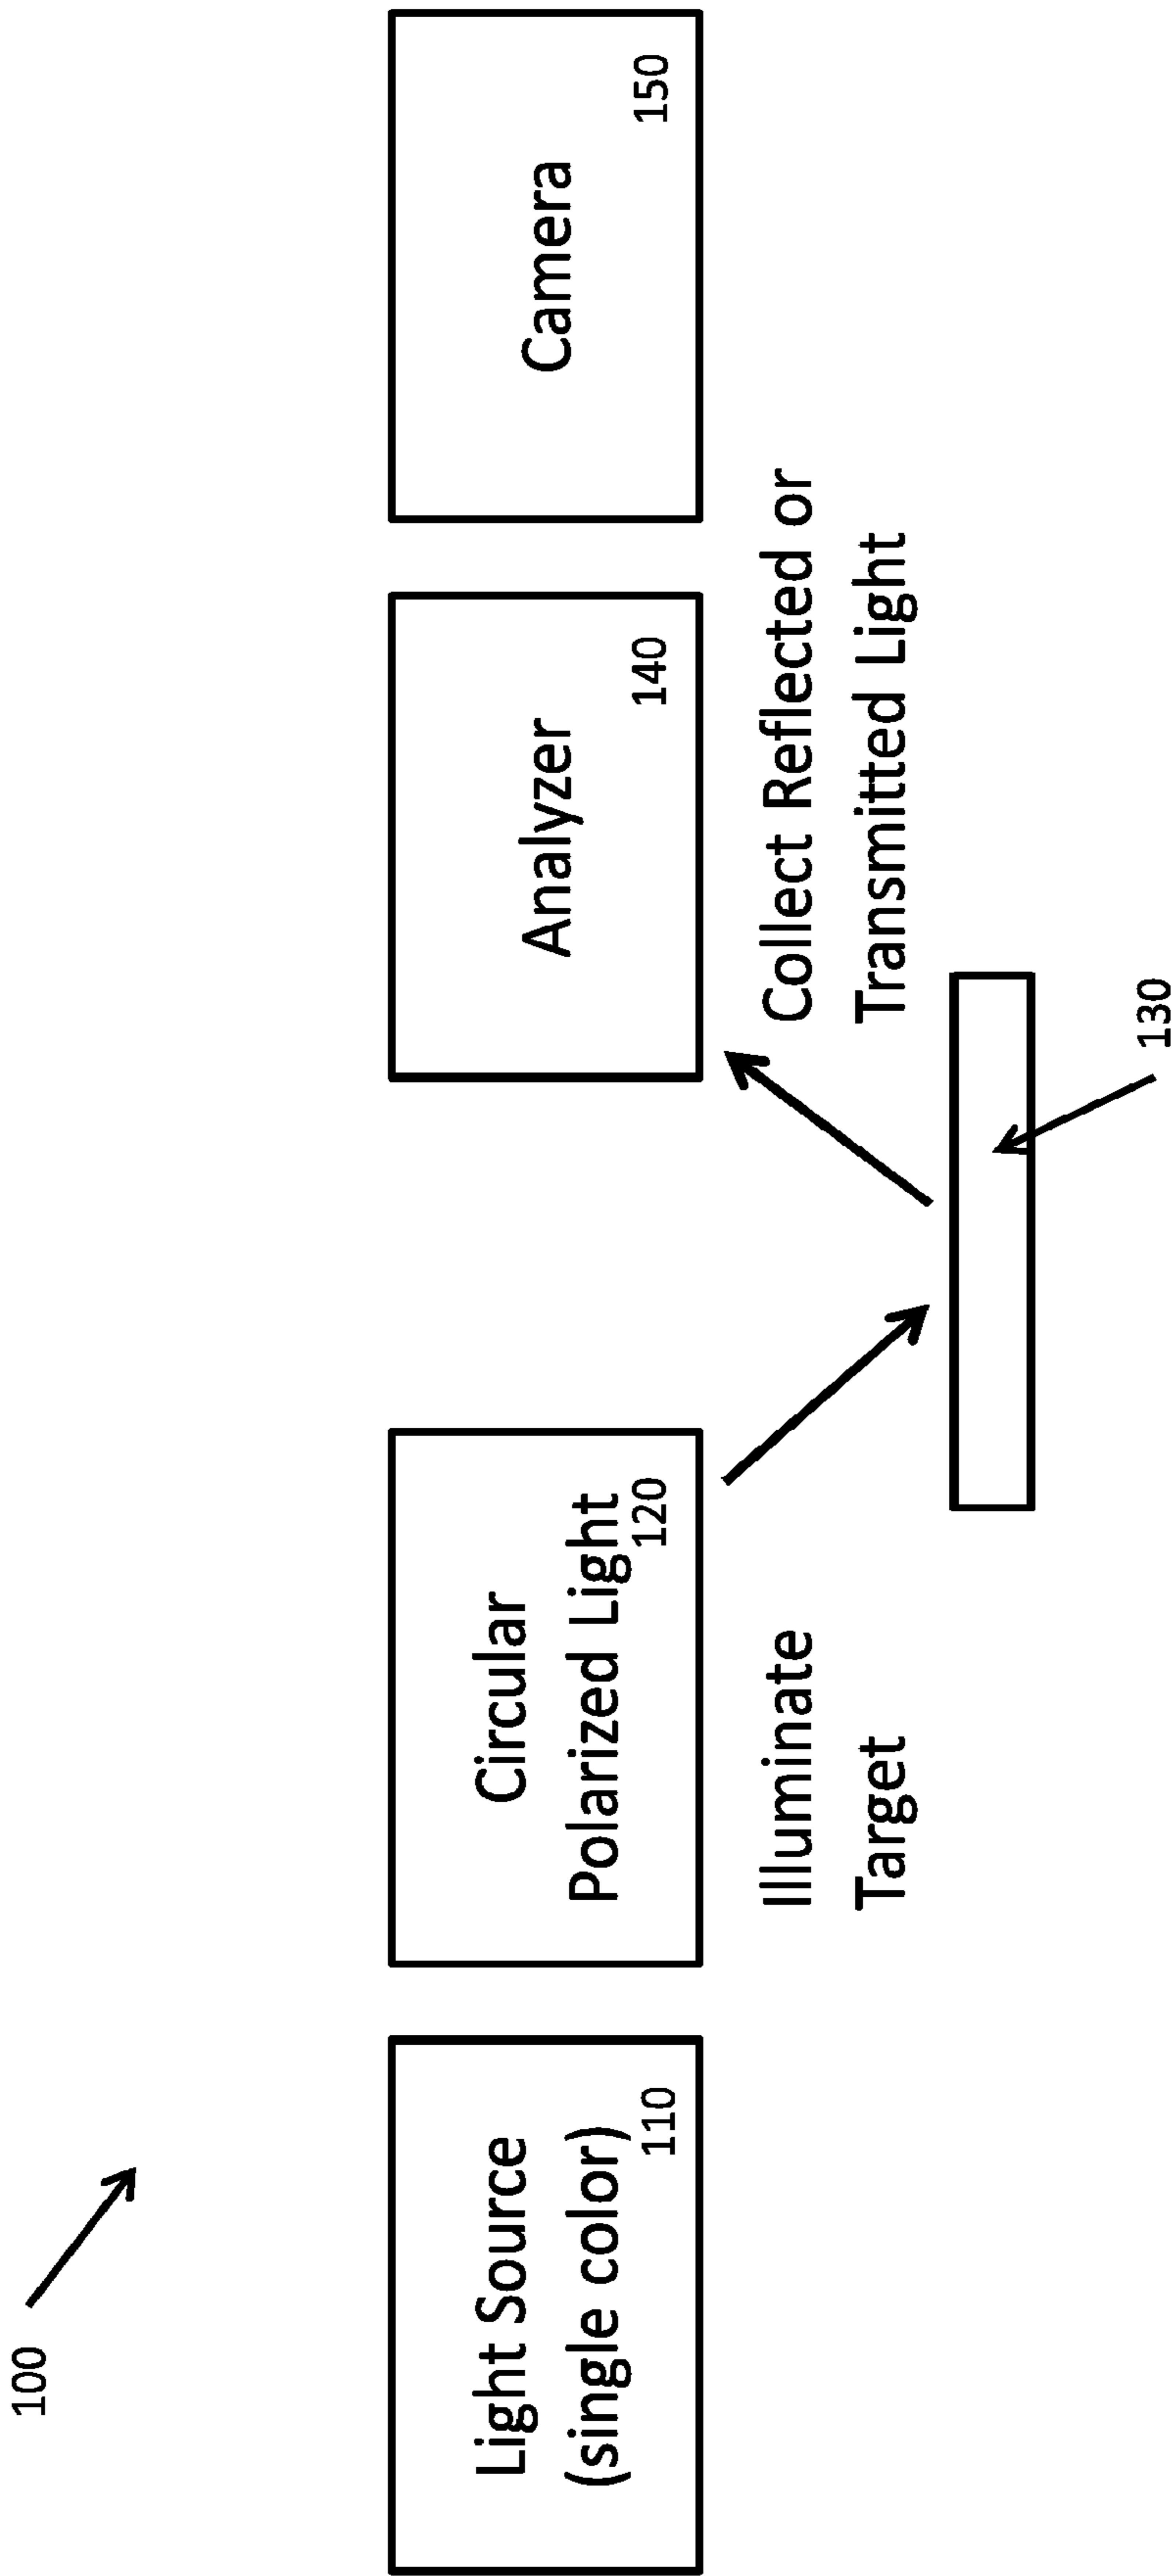 100
Light Source
(single color)
110
Circular
Polarized Light
120
Analyzer
140
Camera
150
Illuminate
Target
Collect Reflected or
Transmitted Light
130